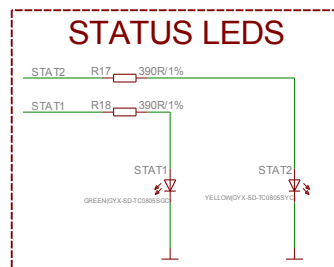 STATUS LEDS
STAT2 R17 390R/1%
STAT1 R18 390R/1%
STAT1 STAT2
GREEN(GYX-SD-TC0805SGC) YELLOW(GYX-SD-TC0805SYC)